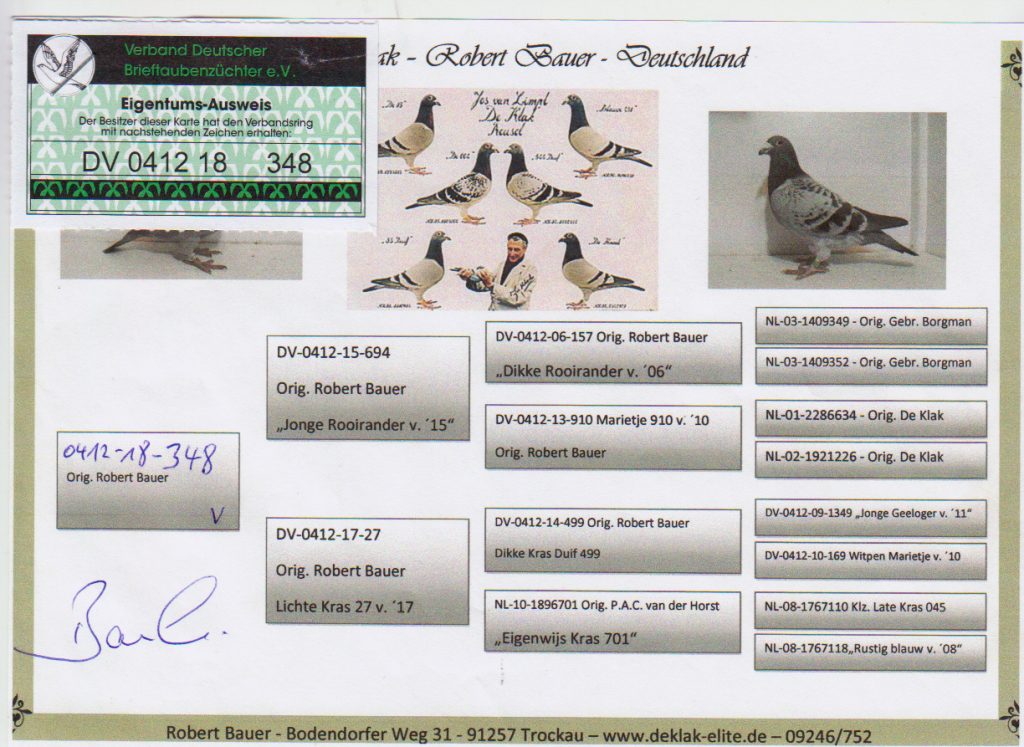 Verband Deutscher
Brieftaubenzüchter e.V.
Eigentums-Ausweis
Der Besitzer dieser Karte hat den Verbandsring
mit nachstehenden Zeichen erhalten:
DV 0412 18 348
– Robert Bauer - Deutschland
Jos van Limpt
De Klak
Reusel
DV-0412-15-694
Orig. Robert Bauer
„Jonge Rooirander v. ´15”
DV-0412-06-157 Orig. Robert Bauer
„Dikke Rooirander v. ´06“
DV-0412-13-910 Marietje 910 v. ´10
Orig. Robert Bauer
NL-03-1409349 - Orig. Gebr. Borgman
NL-03-1409352 - Orig. Gebr. Borgman
NL-01-2286634 - Orig. De Klak
NL-02-1921226 - Orig. De Klak
0412-18-348
Orig. Robert Bauer
V
DV-0412-17-27
Orig. Robert Bauer
Lichte Kras 27 v. ´17
DV-0412-14-499 Orig. Robert Bauer
Dikke Kras Duif 499
NL-10-1896701 Orig. P.A.C. van der Horst
„Eigenwijs Kras 701“
DV-0412-09-1349 „Jonge Geeloger v. ´11“
DV-0412-10-169 Witpen Marietje v. ´10
NL-08-1767110 Klz. Late Kras 045
NL-08-1767118„Rustig blauw v. ´08“
Robert Bauer - Bodendorfer Weg 31 - 91257 Trockau – www.deklak-elite.de – 09246/752